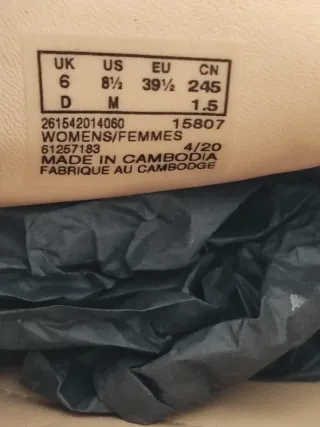 UK US EU CN
6 8½ 39½ 245
D M 1.5
261542014060 15807
WOMENS/FEMMES
61257183 4/20
MADE IN CAMBODIA
FABRIQUE AU CAMBODGE